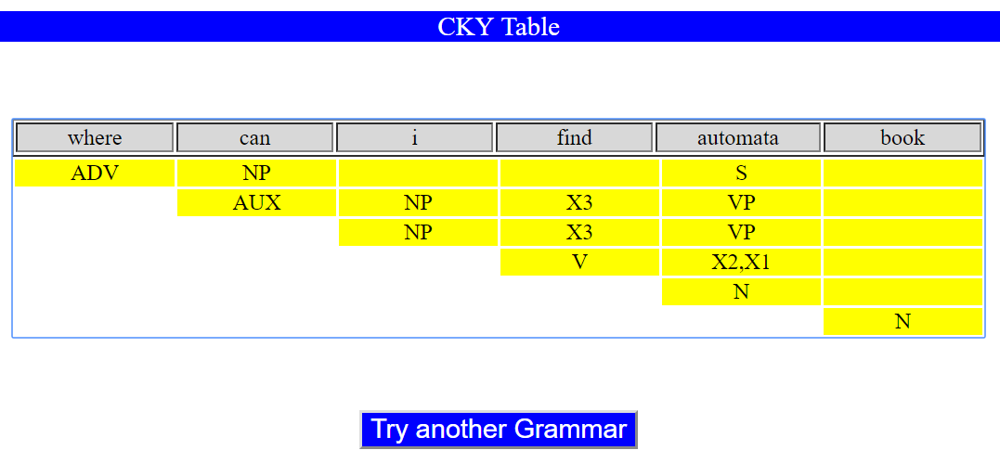 CKY Table
where can i find automata book
ADV NP S
AUX NP X3 VP
NP X3 VP
V X2,X1
N
N
Try another Grammar